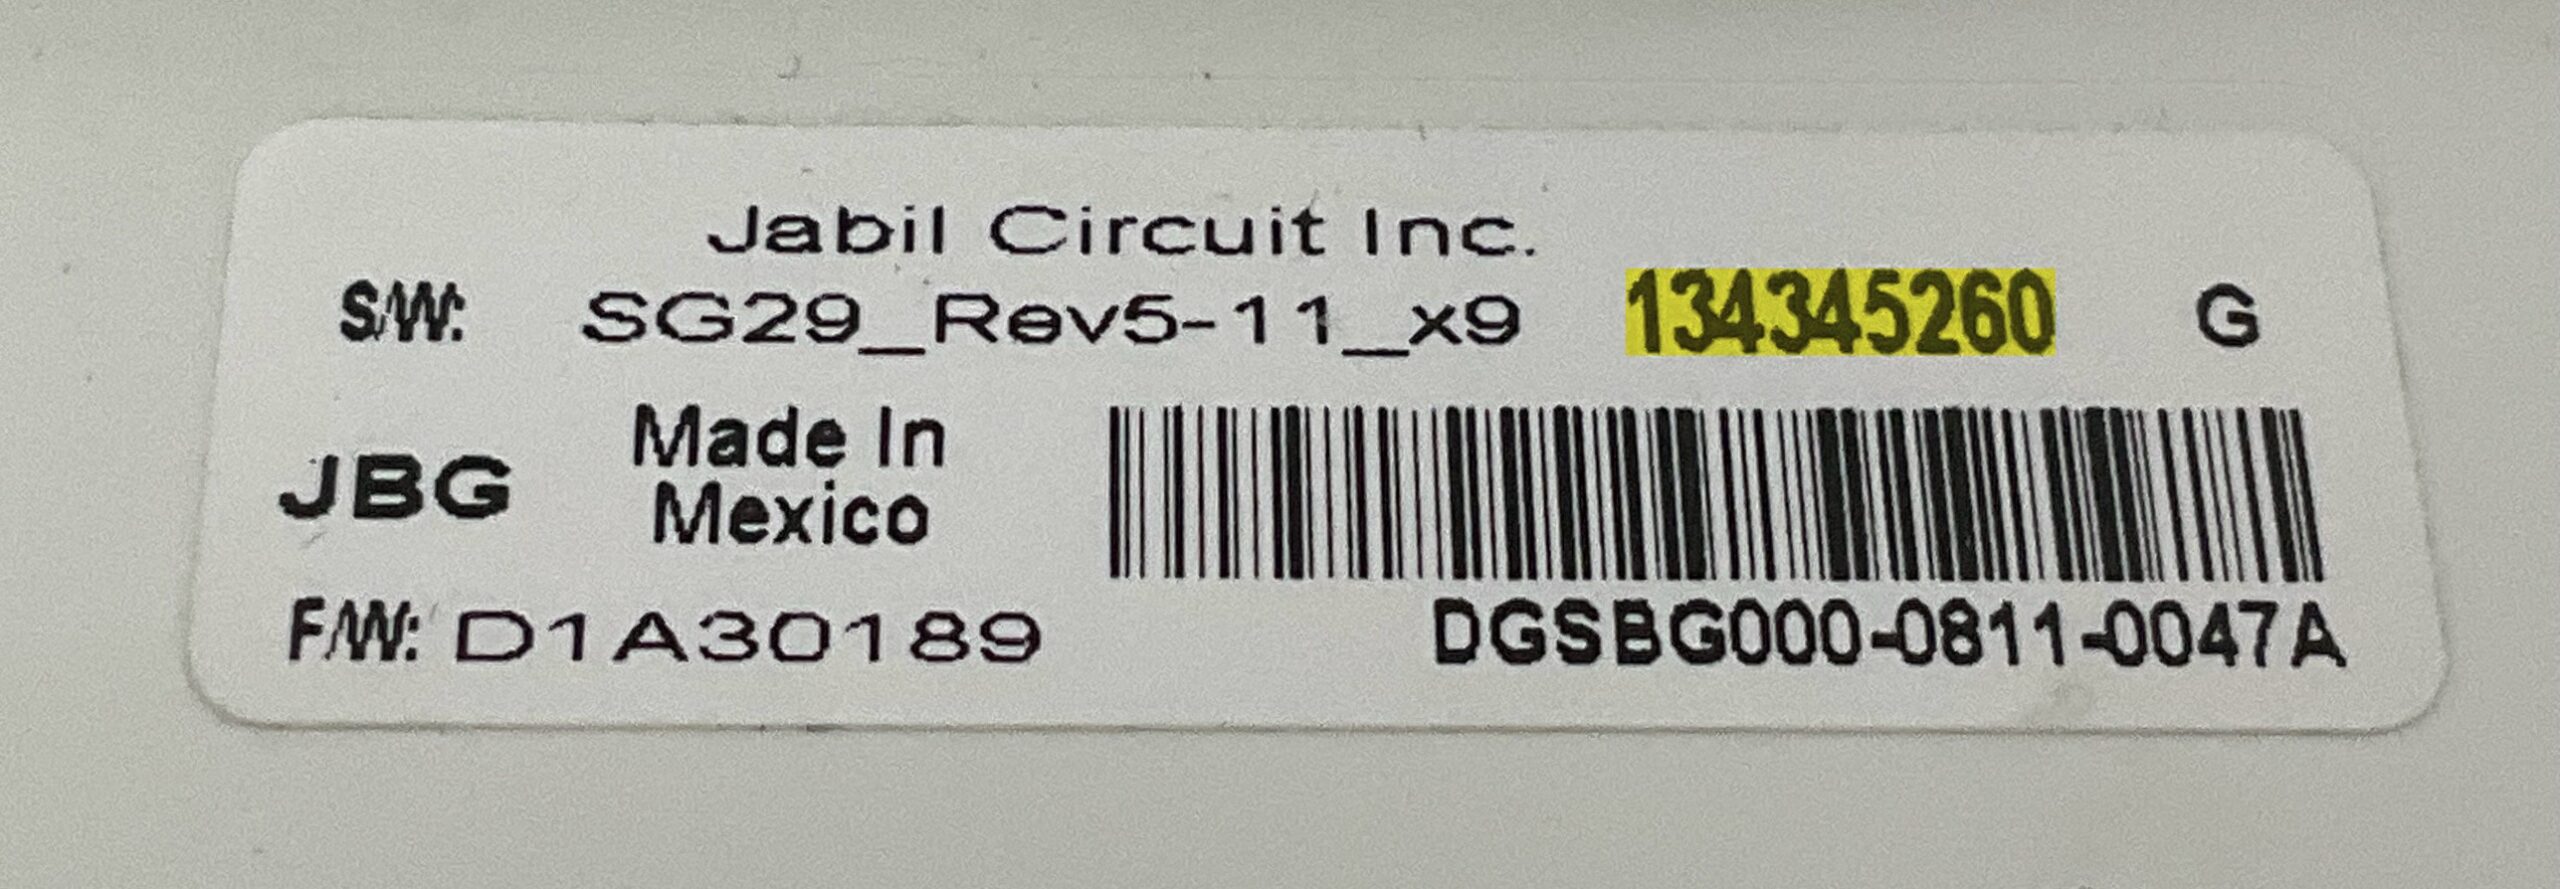 Jabil Circuit Inc.
S/W: SG29_Rev5-11_x9 134345260 G
JBG Made In
Mexico
F/W: D1A30189 DGSBG000-0811-0047A